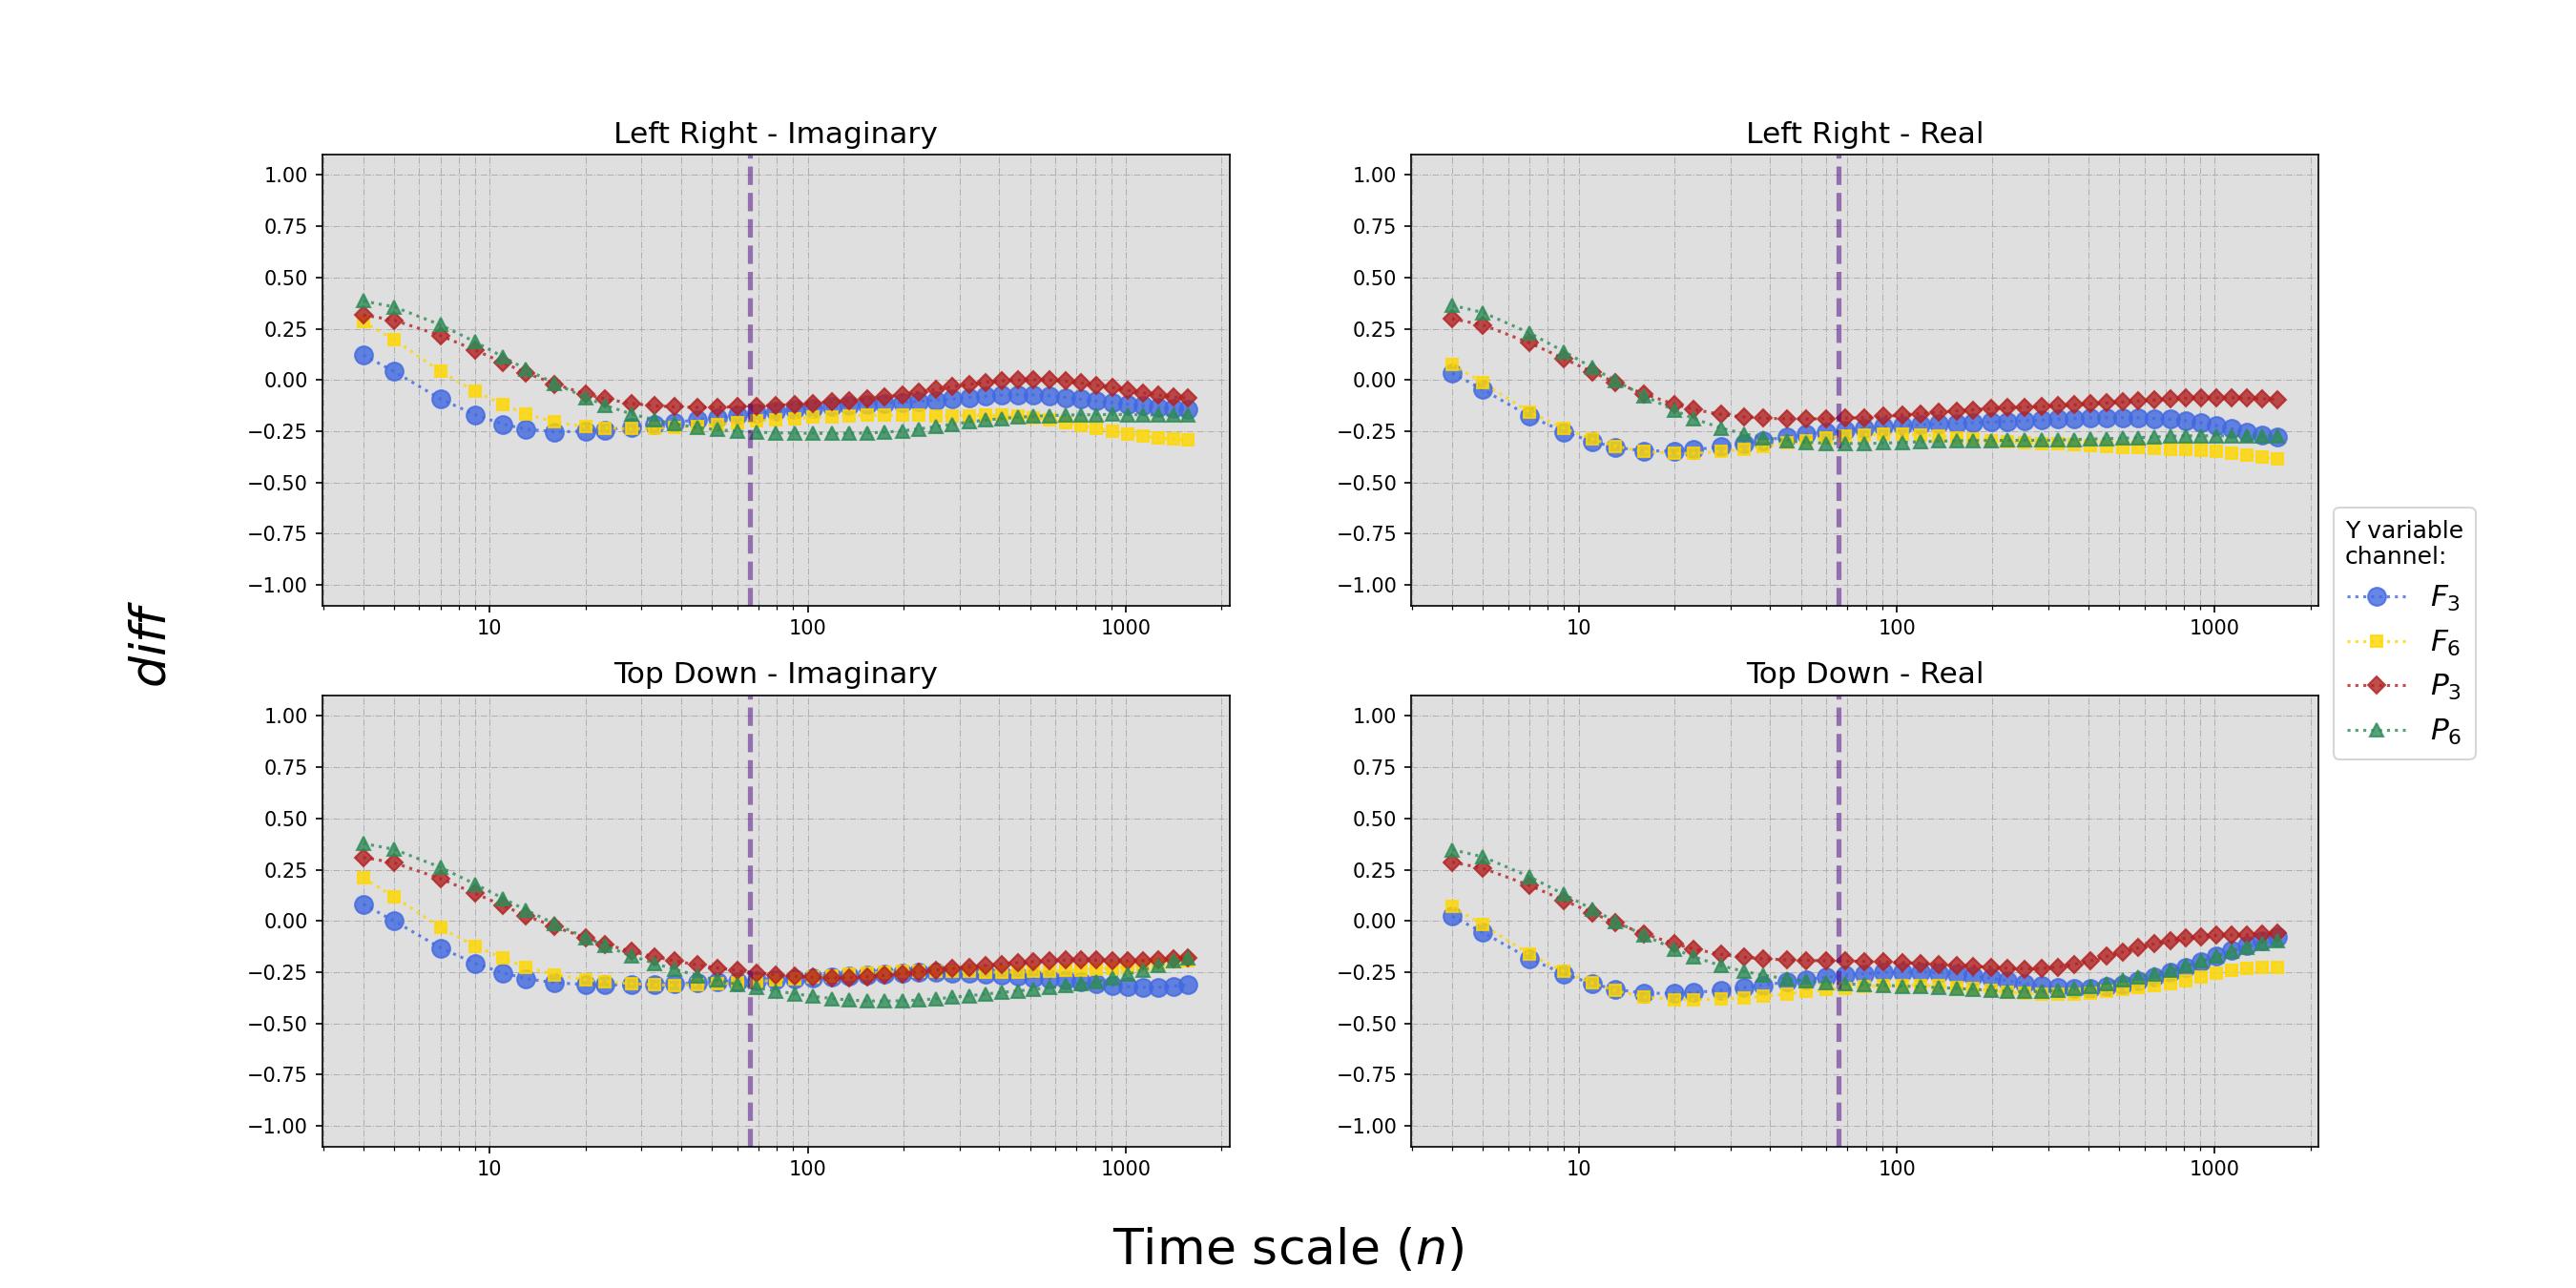 Left Right - Imaginary
1.00
0.75
0.50
0.25
0.00
−0.25
−0.50
−0.75
−1.00
10 100 1000
Left Right - Real
1.00
0.75
0.50
0.25
0.00
−0.25
−0.50
−0.75
−1.00
10 100 1000
diff
Top Down - Imaginary
1.00
0.75
0.50
0.25
0.00
−0.25
−0.50
−0.75
−1.00
10 100 1000
Top Down - Real
1.00
0.75
0.50
0.25
0.00
−0.25
−0.50
−0.75
−1.00
10 100 1000
Y variable
channel:
F₃
F₆
P₃
P₆
Time scale (n)